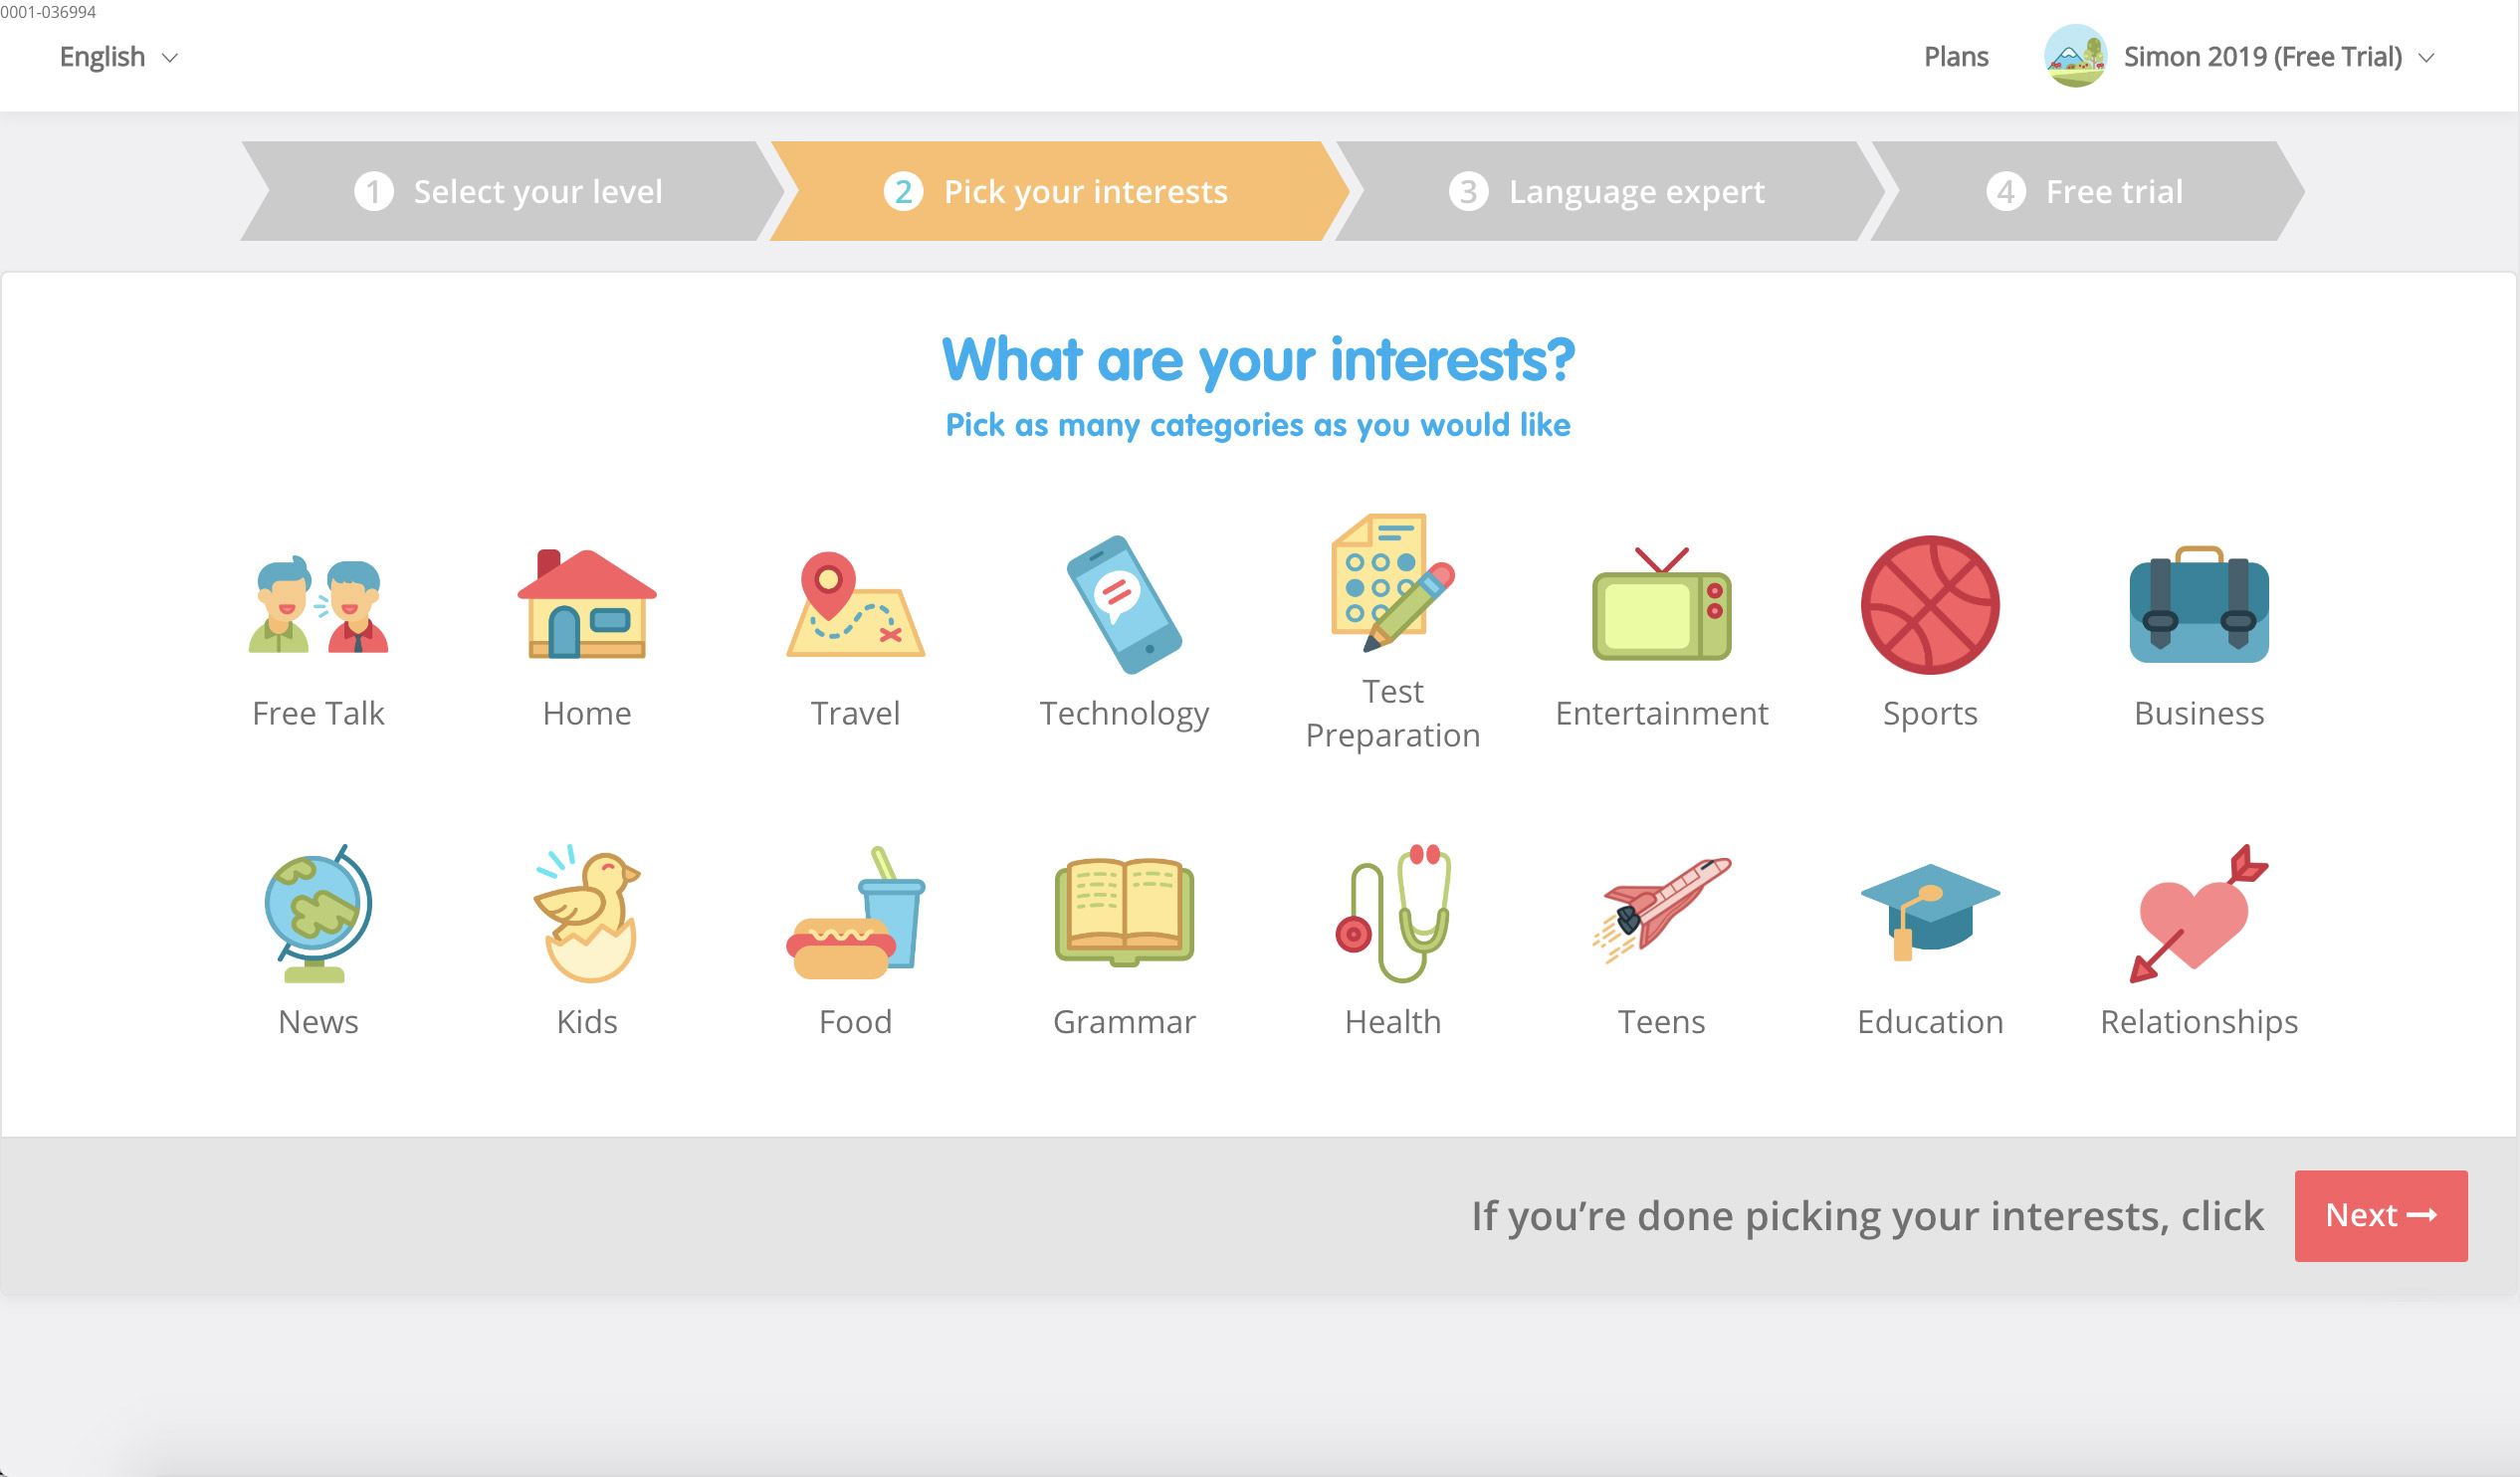 0001-036994
English
Plans
Simon 2019 (Free Trial)
1 Select your level
2 Pick your interests
3 Language expert
4 Free trial
What are your interests?
Pick as many categories as you would like
Free Talk
Home
Travel
Technology
Test
Preparation
Entertainment
Sports
Business
News
Kids
Food
Grammar
Health
Teens
Education
Relationships
If you’re done picking your interests, click
Next